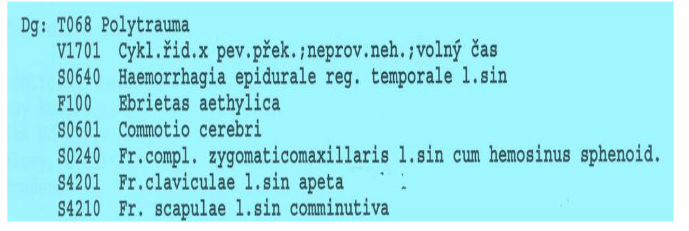 Dg: T068 Polytrauma
V1701 Cykl.řid.x pev.přek.;neprov.neh.;volný čas
S0640 Haemorrhagia epidurale reg. temporale l.sin
F100 Ebrietas aethylica
S0601 Commotio cerebri
S0240 Fr.compl. zygomaticomaxillaris l.sin cum hemosinus sphenoid.
S4201 Fr.claviculae l.sin apeta
S4210 Fr. scapulae l.sin comminutiva